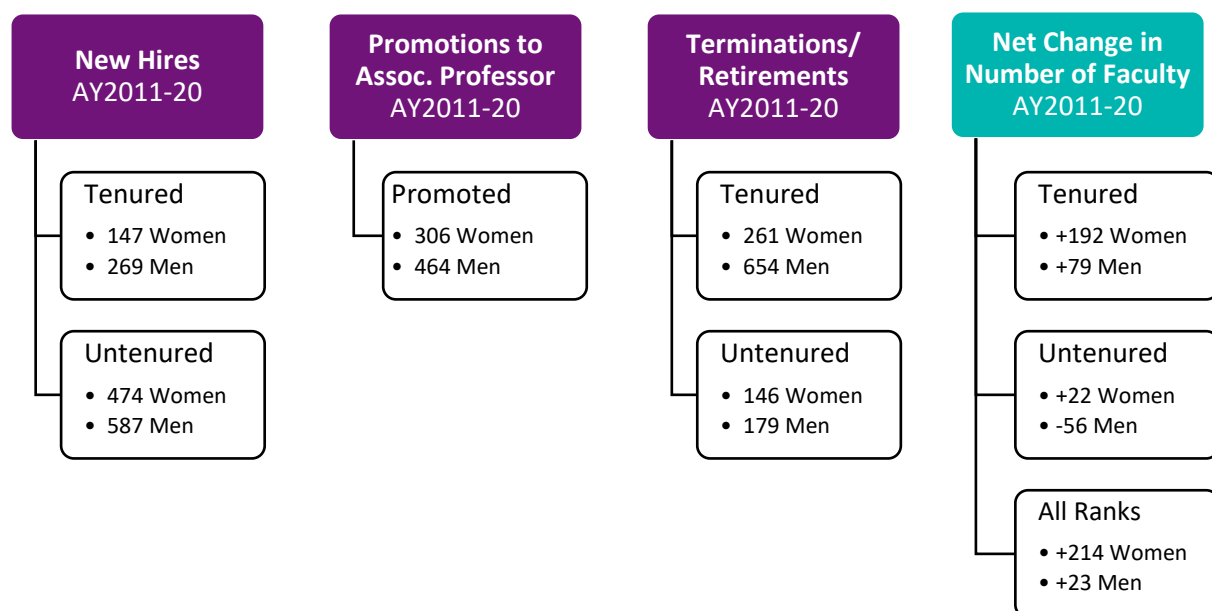 New Hires
AY2011-20
Tenured
• 147 Women
• 269 Men
Untenured
• 474 Women
• 587 Men
Promotions to
Assoc. Professor
AY2011-20
Promoted
• 306 Women
• 464 Men
Terminations/
Retirements
AY2011-20
Tenured
• 261 Women
• 654 Men
Untenured
• 146 Women
• 179 Men
Net Change in
Number of Faculty
AY2011-20
Tenured
• +192 Women
• +79 Men
Untenured
• +22 Women
• -56 Men
All Ranks
• +214 Women
• +23 Men